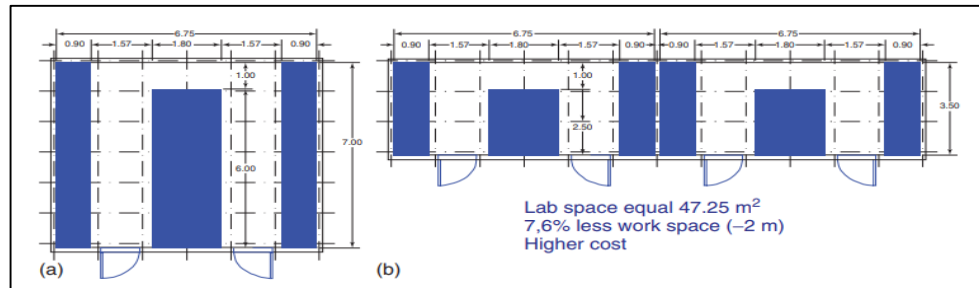 6.75
0.90 1.57 1.80 1.57 0.90
1.00
6.00
7.00
(a)
6.75 6.75
0.90 1.57 1.80 1.57 0.90 0.90 1.57 1.80 1.57 0.90
1.00
2.50
3.50
(b)
Lab space equal 47.25 m²
7,6% less work space (–2 m)
Higher cost